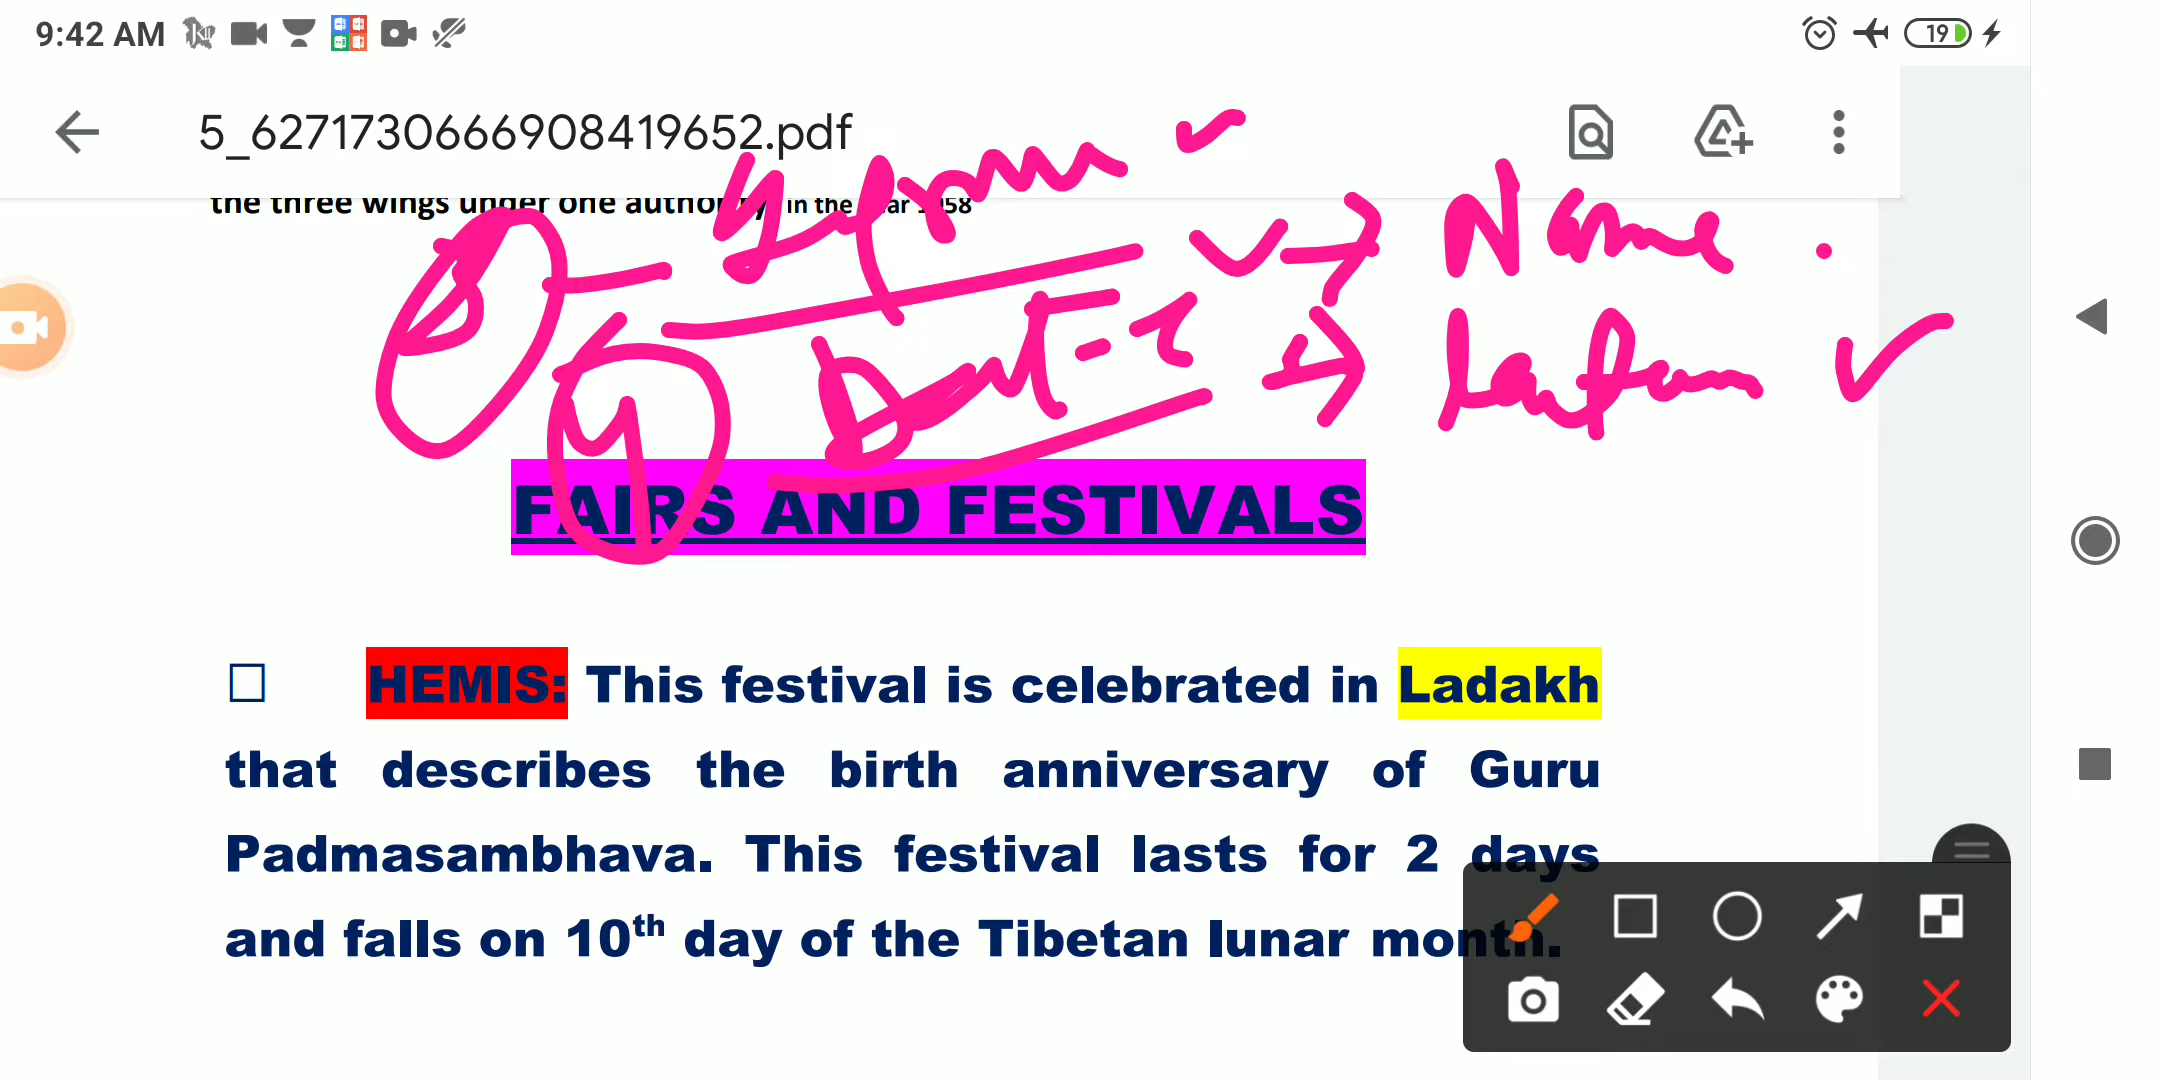 9:42 AM
19
5_6271730666908419652.pdf
the three wings under one authority in the year 1958
Name.
FAIRS AND FESTIVALS
☐ HEMIS: This festival is celebrated in Ladakh
that describes the birth anniversary of Guru
Padmasambhava. This festival lasts for 2 days
and falls on 10th day of the Tibetan lunar month.